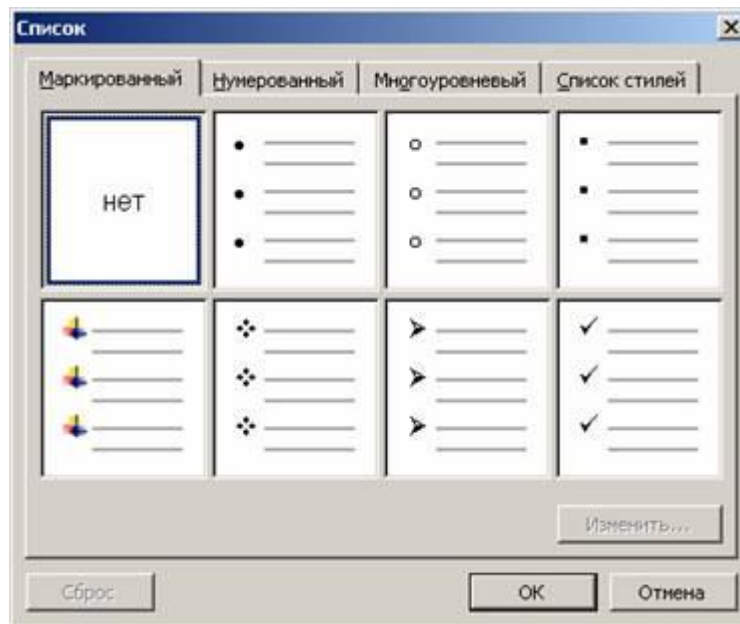 Список
Маркированный Нумерованный Многоуровневый Список стилей
нет
Изменить...
Сброс ОК Отмена